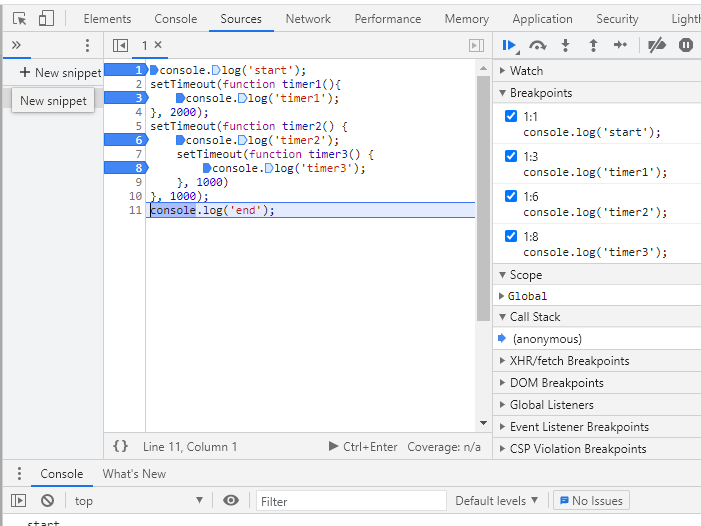 Elements Console Sources Network Performance Memory Application Security Lighth
» 1 ×
+ New snippet
New snippet
1 console.log('start');
2 setTimeout(function timer1(){
3 console.log('timer1');
4 }, 2000);
5 setTimeout(function timer2() {
6 console.log('timer2');
7 setTimeout(function timer3() {
8 console.log('timer3');
9 }, 1000)
10 }, 1000);
11 console.log('end');
{} Line 11, Column 1 Ctrl+Enter Coverage: n/a
Watch
Breakpoints
1:1
console.log('start');
1:3
console.log('timer1');
1:6
console.log('timer2');
1:8
console.log('timer3');
Scope
Global
Call Stack
(anonymous)
XHR/fetch Breakpoints
DOM Breakpoints
Global Listeners
Event Listener Breakpoints
CSP Violation Breakpoints
Console What's New
top Filter Default levels No Issues
start